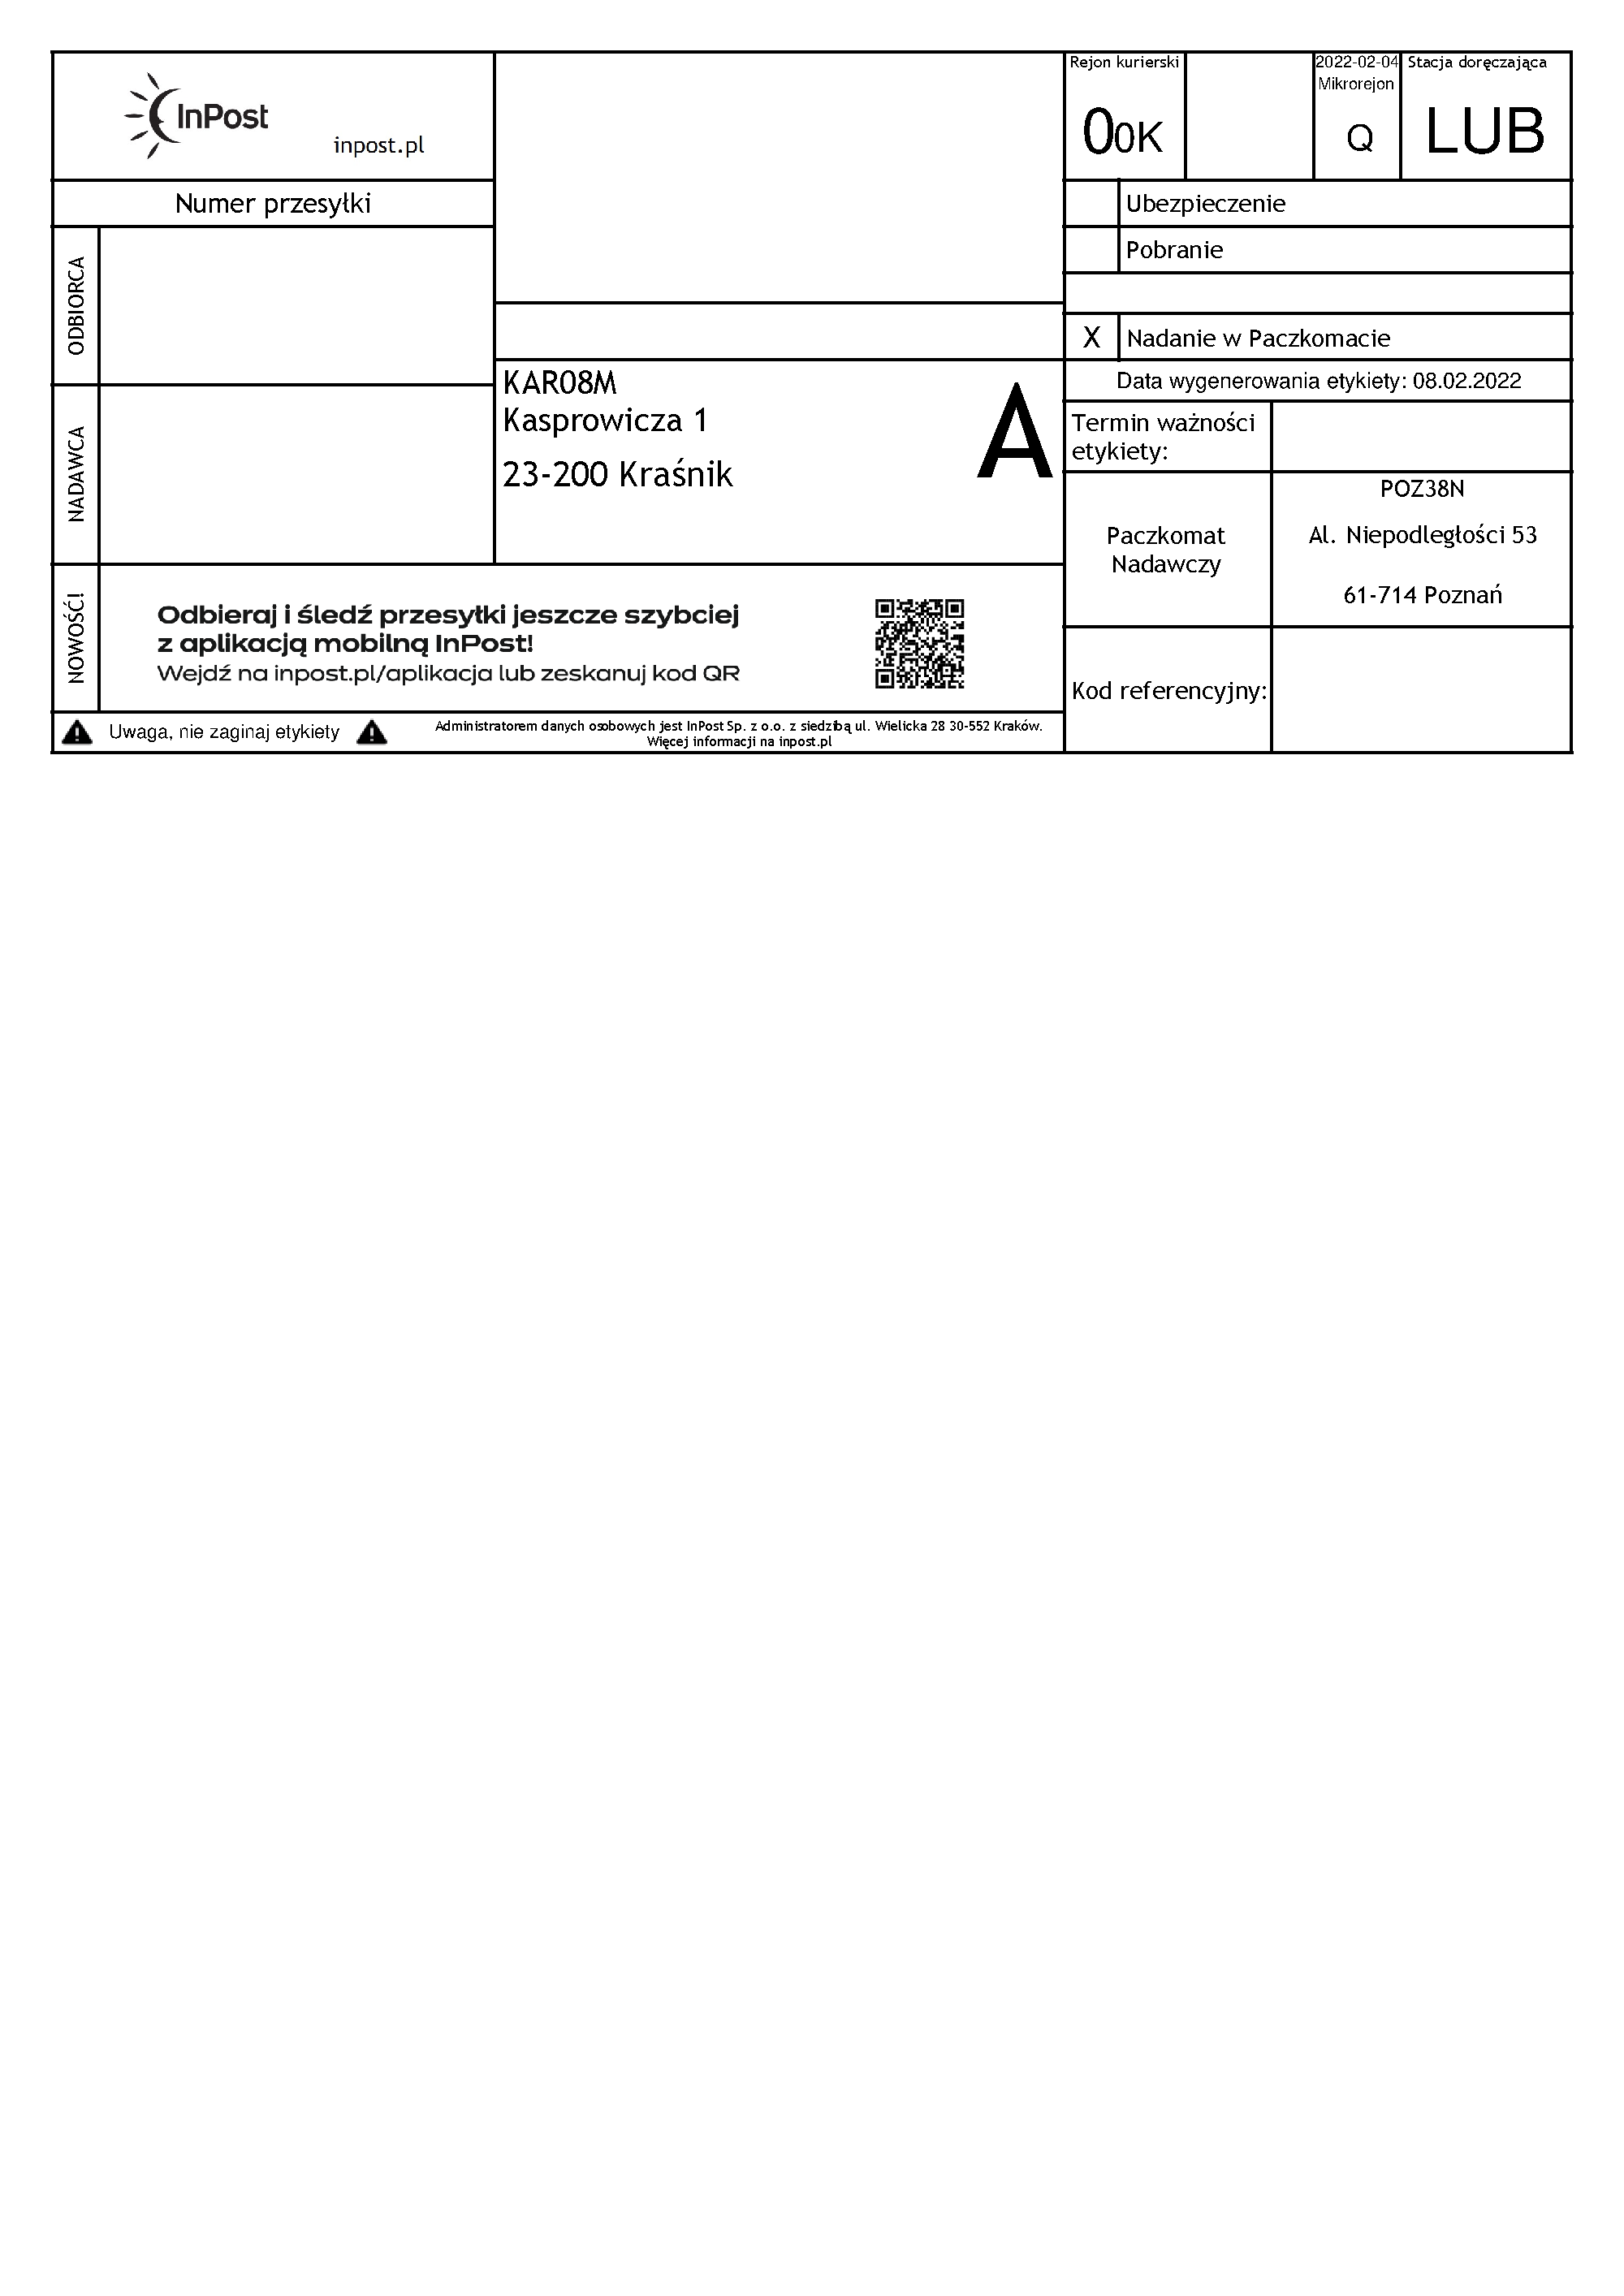 InPost
inpost.pl
Numer przesyłki
ODBIORCA
NADAWCA
KAR08M
Kasprowicza 1
23-200 Kraśnik
A
NOWOŚĆ!
Odbieraj i śledź przesyłki jeszcze szybciej
z aplikacją mobilną InPost!
Wejdź na inpost.pl/aplikacja lub zeskanuj kod QR
Uwaga, nie zaginaj etykiety
Administratorem danych osobowych jest InPost Sp. z o.o. z siedzibą ul. Wielicka 28 30-552 Kraków.
Więcej informacji na inpost.pl
Rejon kurierski
00K
2022-02-04
Mikrorejon
Q
Stacja doręczająca
LUB
Ubezpieczenie
Pobranie
X Nadanie w Paczkomacie
Data wygenerowania etykiety: 08.02.2022
Termin ważności
etykiety:
Paczkomat
Nadawczy
POZ38N
Al. Niepodległości 53
61-714 Poznań
Kod referencyjny: